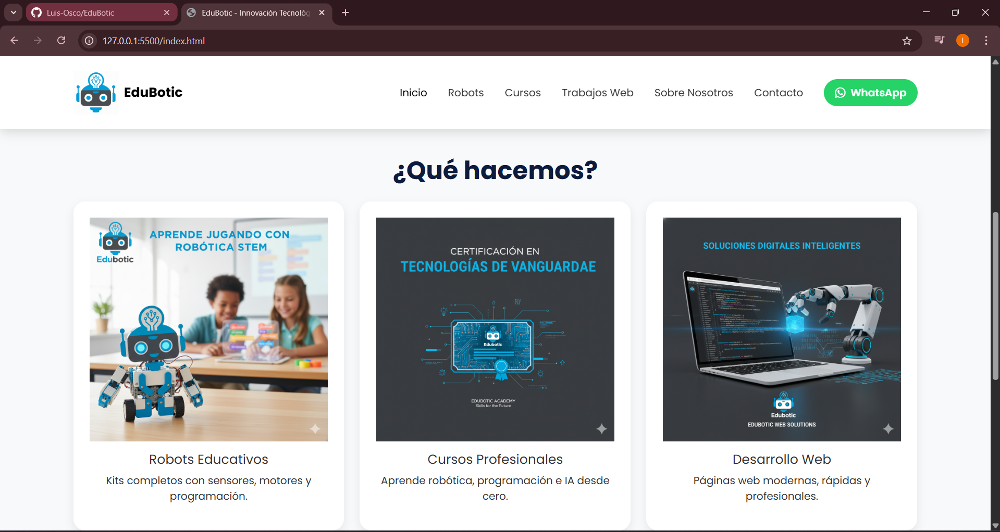 Luis-Osco/EduBotic
EduBotic - Innovación Tecnológ
127.0.0.1:5500/index.html
I
EduBotic
Inicio
Robots
Cursos
Trabajos Web
Sobre Nosotros
Contacto
WhatsApp
¿Qué hacemos?
Edubotic
APRENDE JUGANDO CON
ROBÓTICA STEM
Robots Educativos
Kits completos con sensores, motores y
programación.
CERTIFICACIÓN EN
TECNOLOGÍAS DE VANGUARDAE
Edubotic
EDUBOTIC ACADEMY
Skills for the Future
Cursos Profesionales
Aprende robótica, programación e IA desde
cero.
SOLUCIONES DIGITALES INTELIGENTES
Edubotic
EDUBOTIC WEB SOLUTIONS
Desarrollo Web
Páginas web modernas, rápidas y
profesionales.